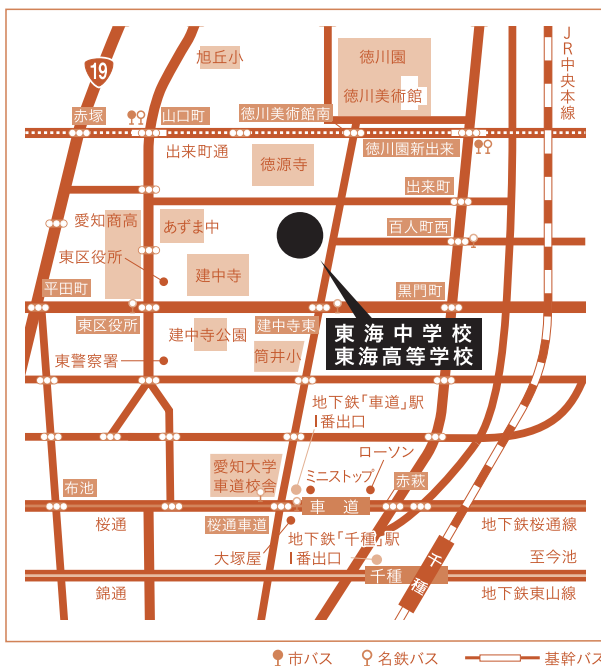 19
旭丘小
徳川園
徳川美術館
JR中央本線
赤塚
山口町
徳川美術館南
出来町通
徳川園新出来
徳源寺
出来町
愛知商高
あずま中
百人町西
東区役所
建中寺
平田町
黒門町
東区役所
建中寺公園
建中寺東
東海中学校
東海高等学校
東警察署
筒井小
地下鉄「車道」駅
1番出口
愛知大学
車道校舎
ローソン
ミニストップ
布池
赤萩
車道
桜通
桜通車道
地下鉄桜通線
大塚屋
地下鉄「千種」駅
1番出口
千種
至今池
千種
錦通
地下鉄東山線
市バス
名鉄バス
基幹バス